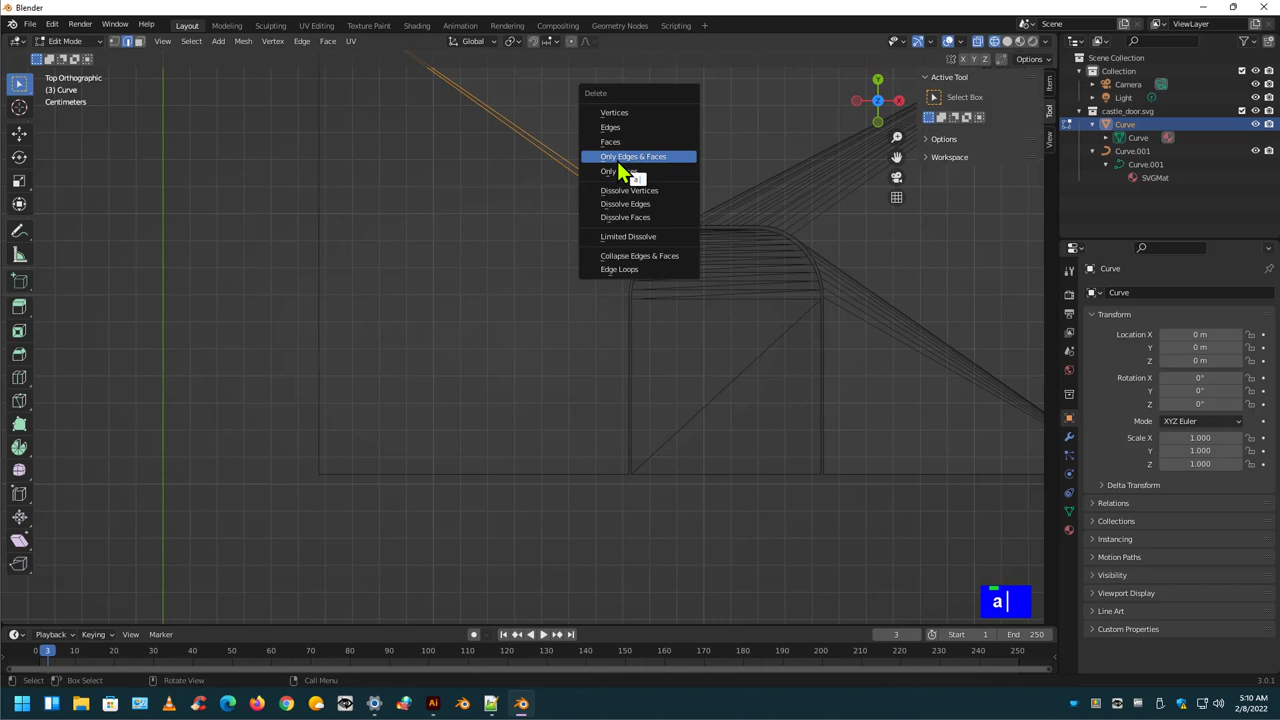 Blender
File Edit Render Window Help Layout Modeling Sculpting UV Editing Texture Paint Shading Animation Rendering Compositing Geometry Nodes Scripting + Scene ViewLayer
Edit Mode View Select Add Mesh Vertex Edge Face UV Global
X Y Z Options
Top Orthographic
(3) Curve
Centimeters
Delete
Vertices
Edges
Faces
Only Edges & Faces
Only
Dissolve Vertices
Dissolve Edges
Dissolve Faces
Limited Dissolve
Collapse Edges & Faces
Edge Loops
a
Y
X
Z
Active Tool
Select Box
Options
Workspace
Item
Tool
View
a
Scene Collection
Collection
Camera
Light
castle_door.svg
Curve
Curve
Curve.001
Curve.001
SVGMat
Curve
Curve
Transform
Location X 0 m
Y 0 m
Z 0 m
Rotation X 0°
Y 0°
Z 0°
Mode XYZ Euler
Scale X 1.000
Y 1.000
Z 1.000
Delta Transform
Relations
Collections
Instancing
Motion Paths
Visibility
Viewport Display
Line Art
Custom Properties
Playback Keying View Marker 3 Start 1 End 250
0 3 10 20 30 40 50 60 70 80 90 100 110 120 130 140 150 160 170 180 190 200 210 220 230 240 250
Select Box Select Rotate View Call Menu 3.0.1
Ai
5:10 AM
2/8/2022